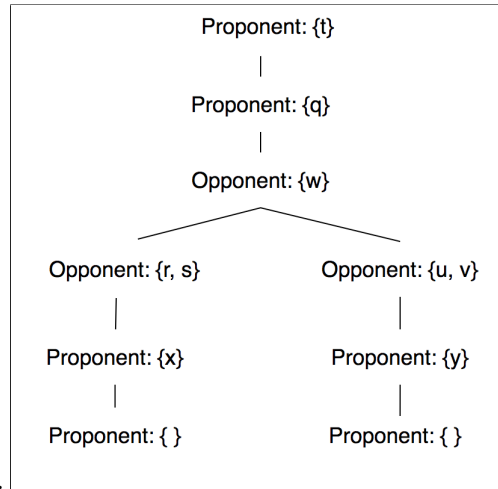 Proponent: {t}
Proponent: {q}
Opponent: {w}
Opponent: {r, s} Opponent: {u, v}
Proponent: {x} Proponent: {y}
Proponent: { } Proponent: { }